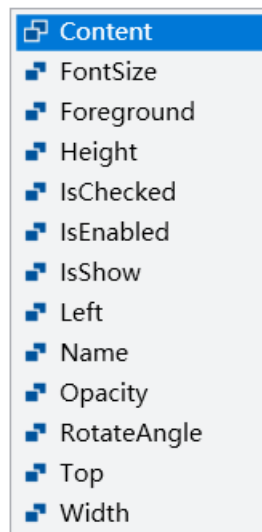 Content
FontSize
Foreground
Height
IsChecked
IsEnabled
IsShow
Left
Name
Opacity
RotateAngle
Top
Width